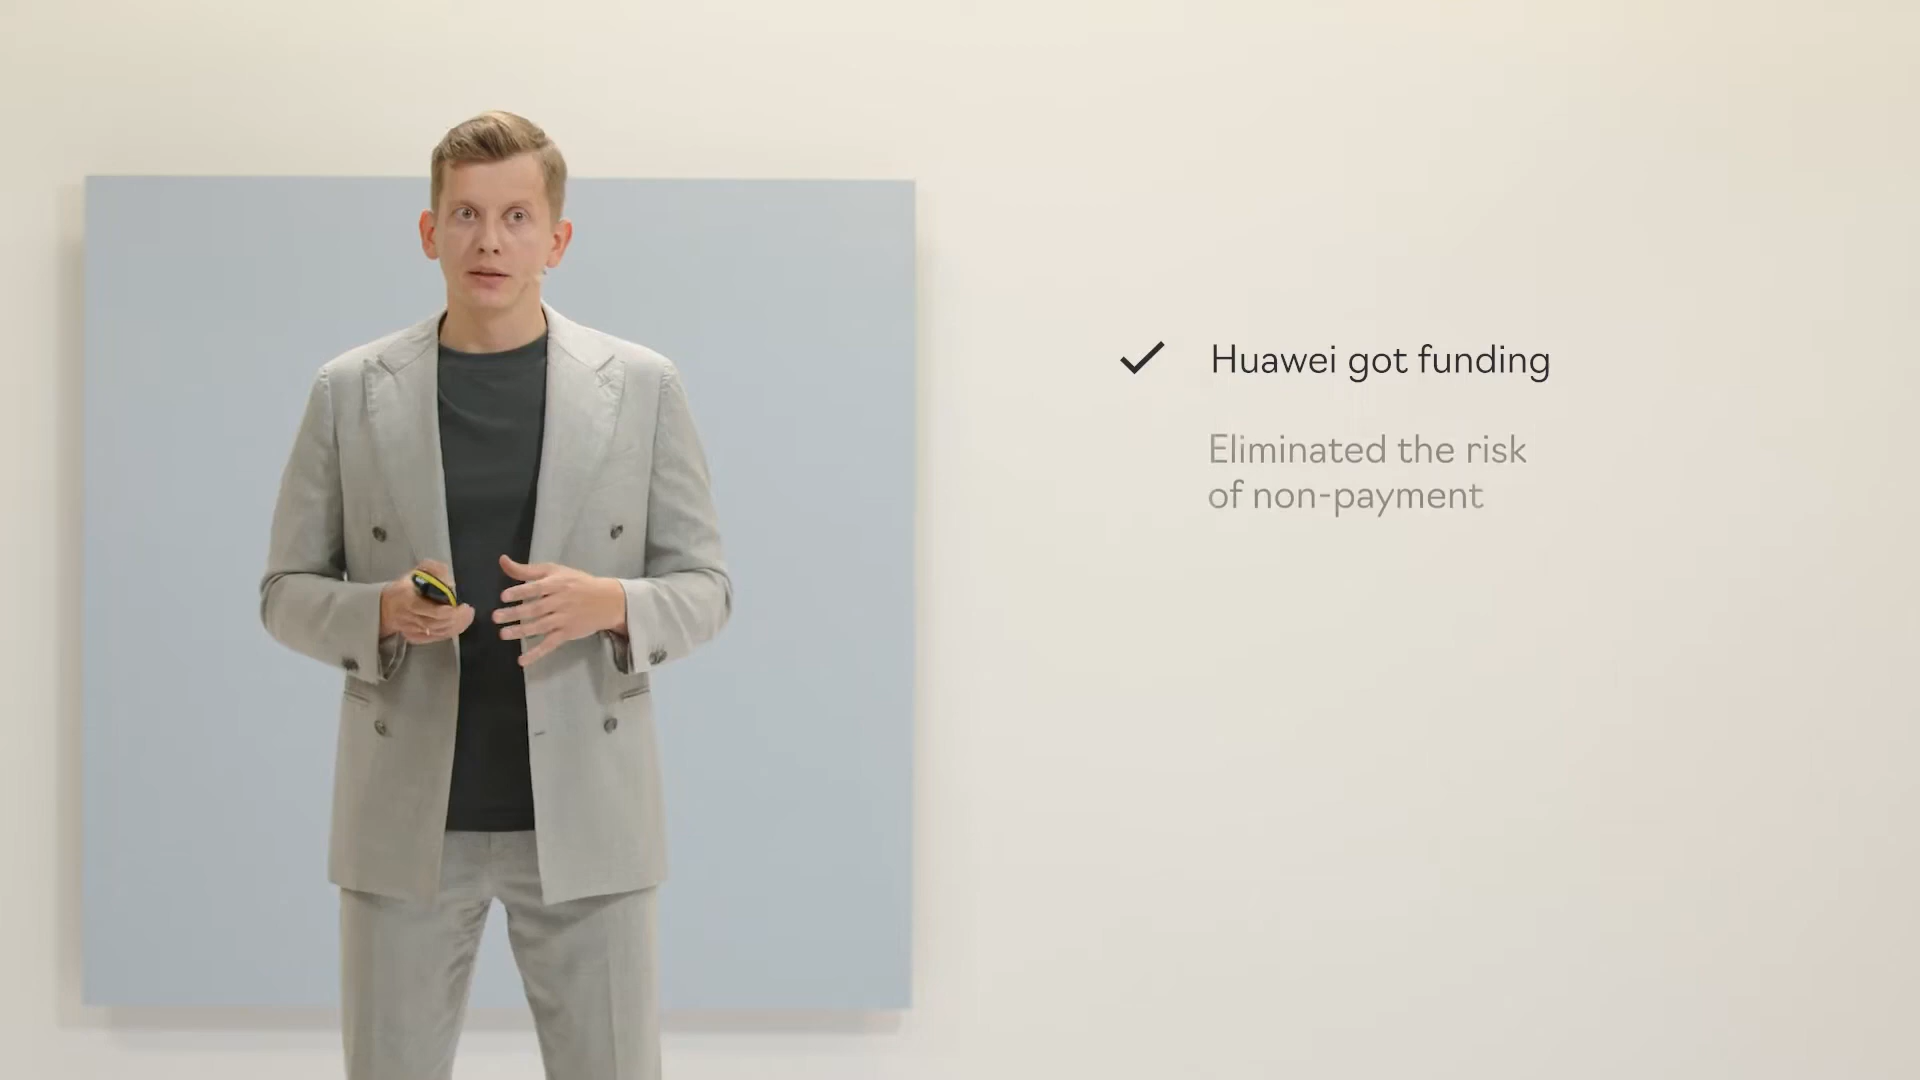 Huawei got funding
Eliminated the risk
of non-payment